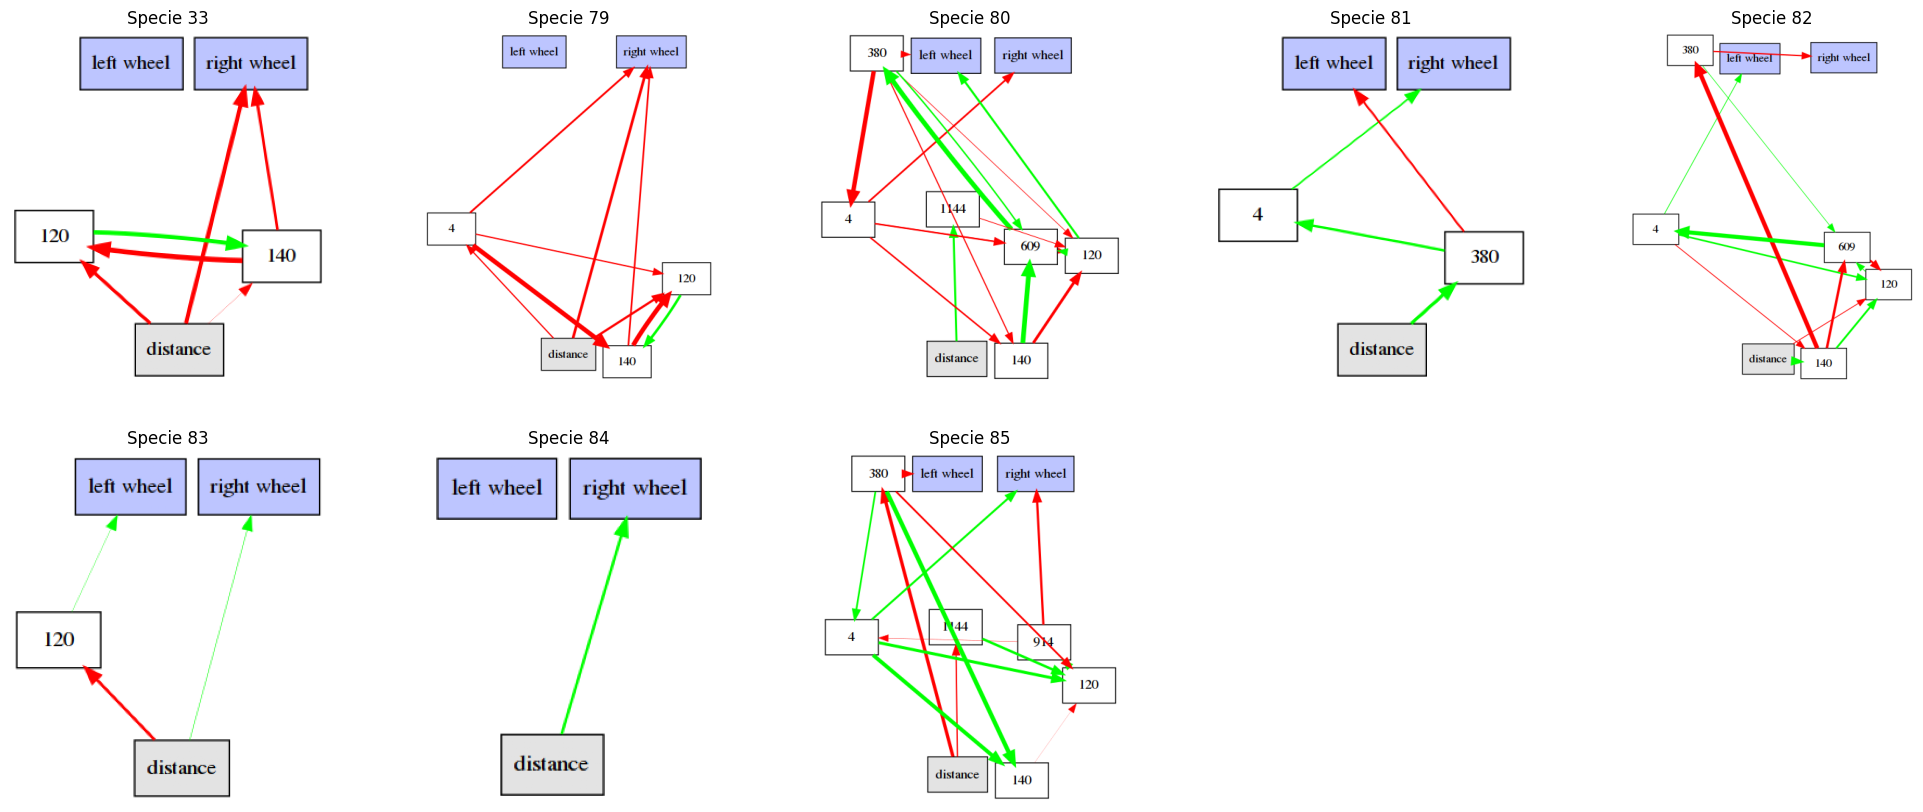 Specie 33
left wheel
right wheel
120
140
distance
Specie 79
left wheel
right wheel
4
120
distance
140
Specie 80
380
left wheel
right wheel
4
1144
609
120
distance
140
Specie 81
left wheel
right wheel
4
380
distance
Specie 82
380
left wheel
right wheel
4
609
120
distance
140
Specie 83
left wheel
right wheel
120
distance
Specie 84
left wheel
right wheel
distance
Specie 85
380
left wheel
right wheel
4
1144
914
120
distance
140